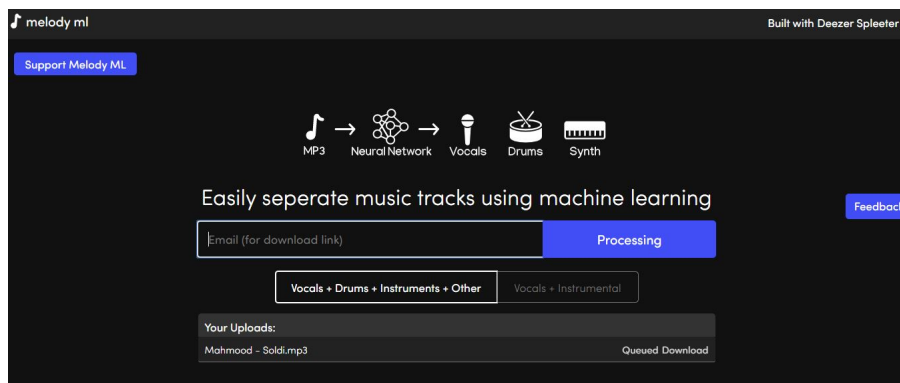 melody ml
Built with Deezer Spleeter
Support Melody ML
MP3 Neural Network Vocals Drums Synth
Easily seperate music tracks using machine learning
Feedback
Email (for download link) Processing
Vocals + Drums + Instruments + Other Vocals + Instrumental
Your Uploads:
Mahmood - Soldi.mp3 Queued Download